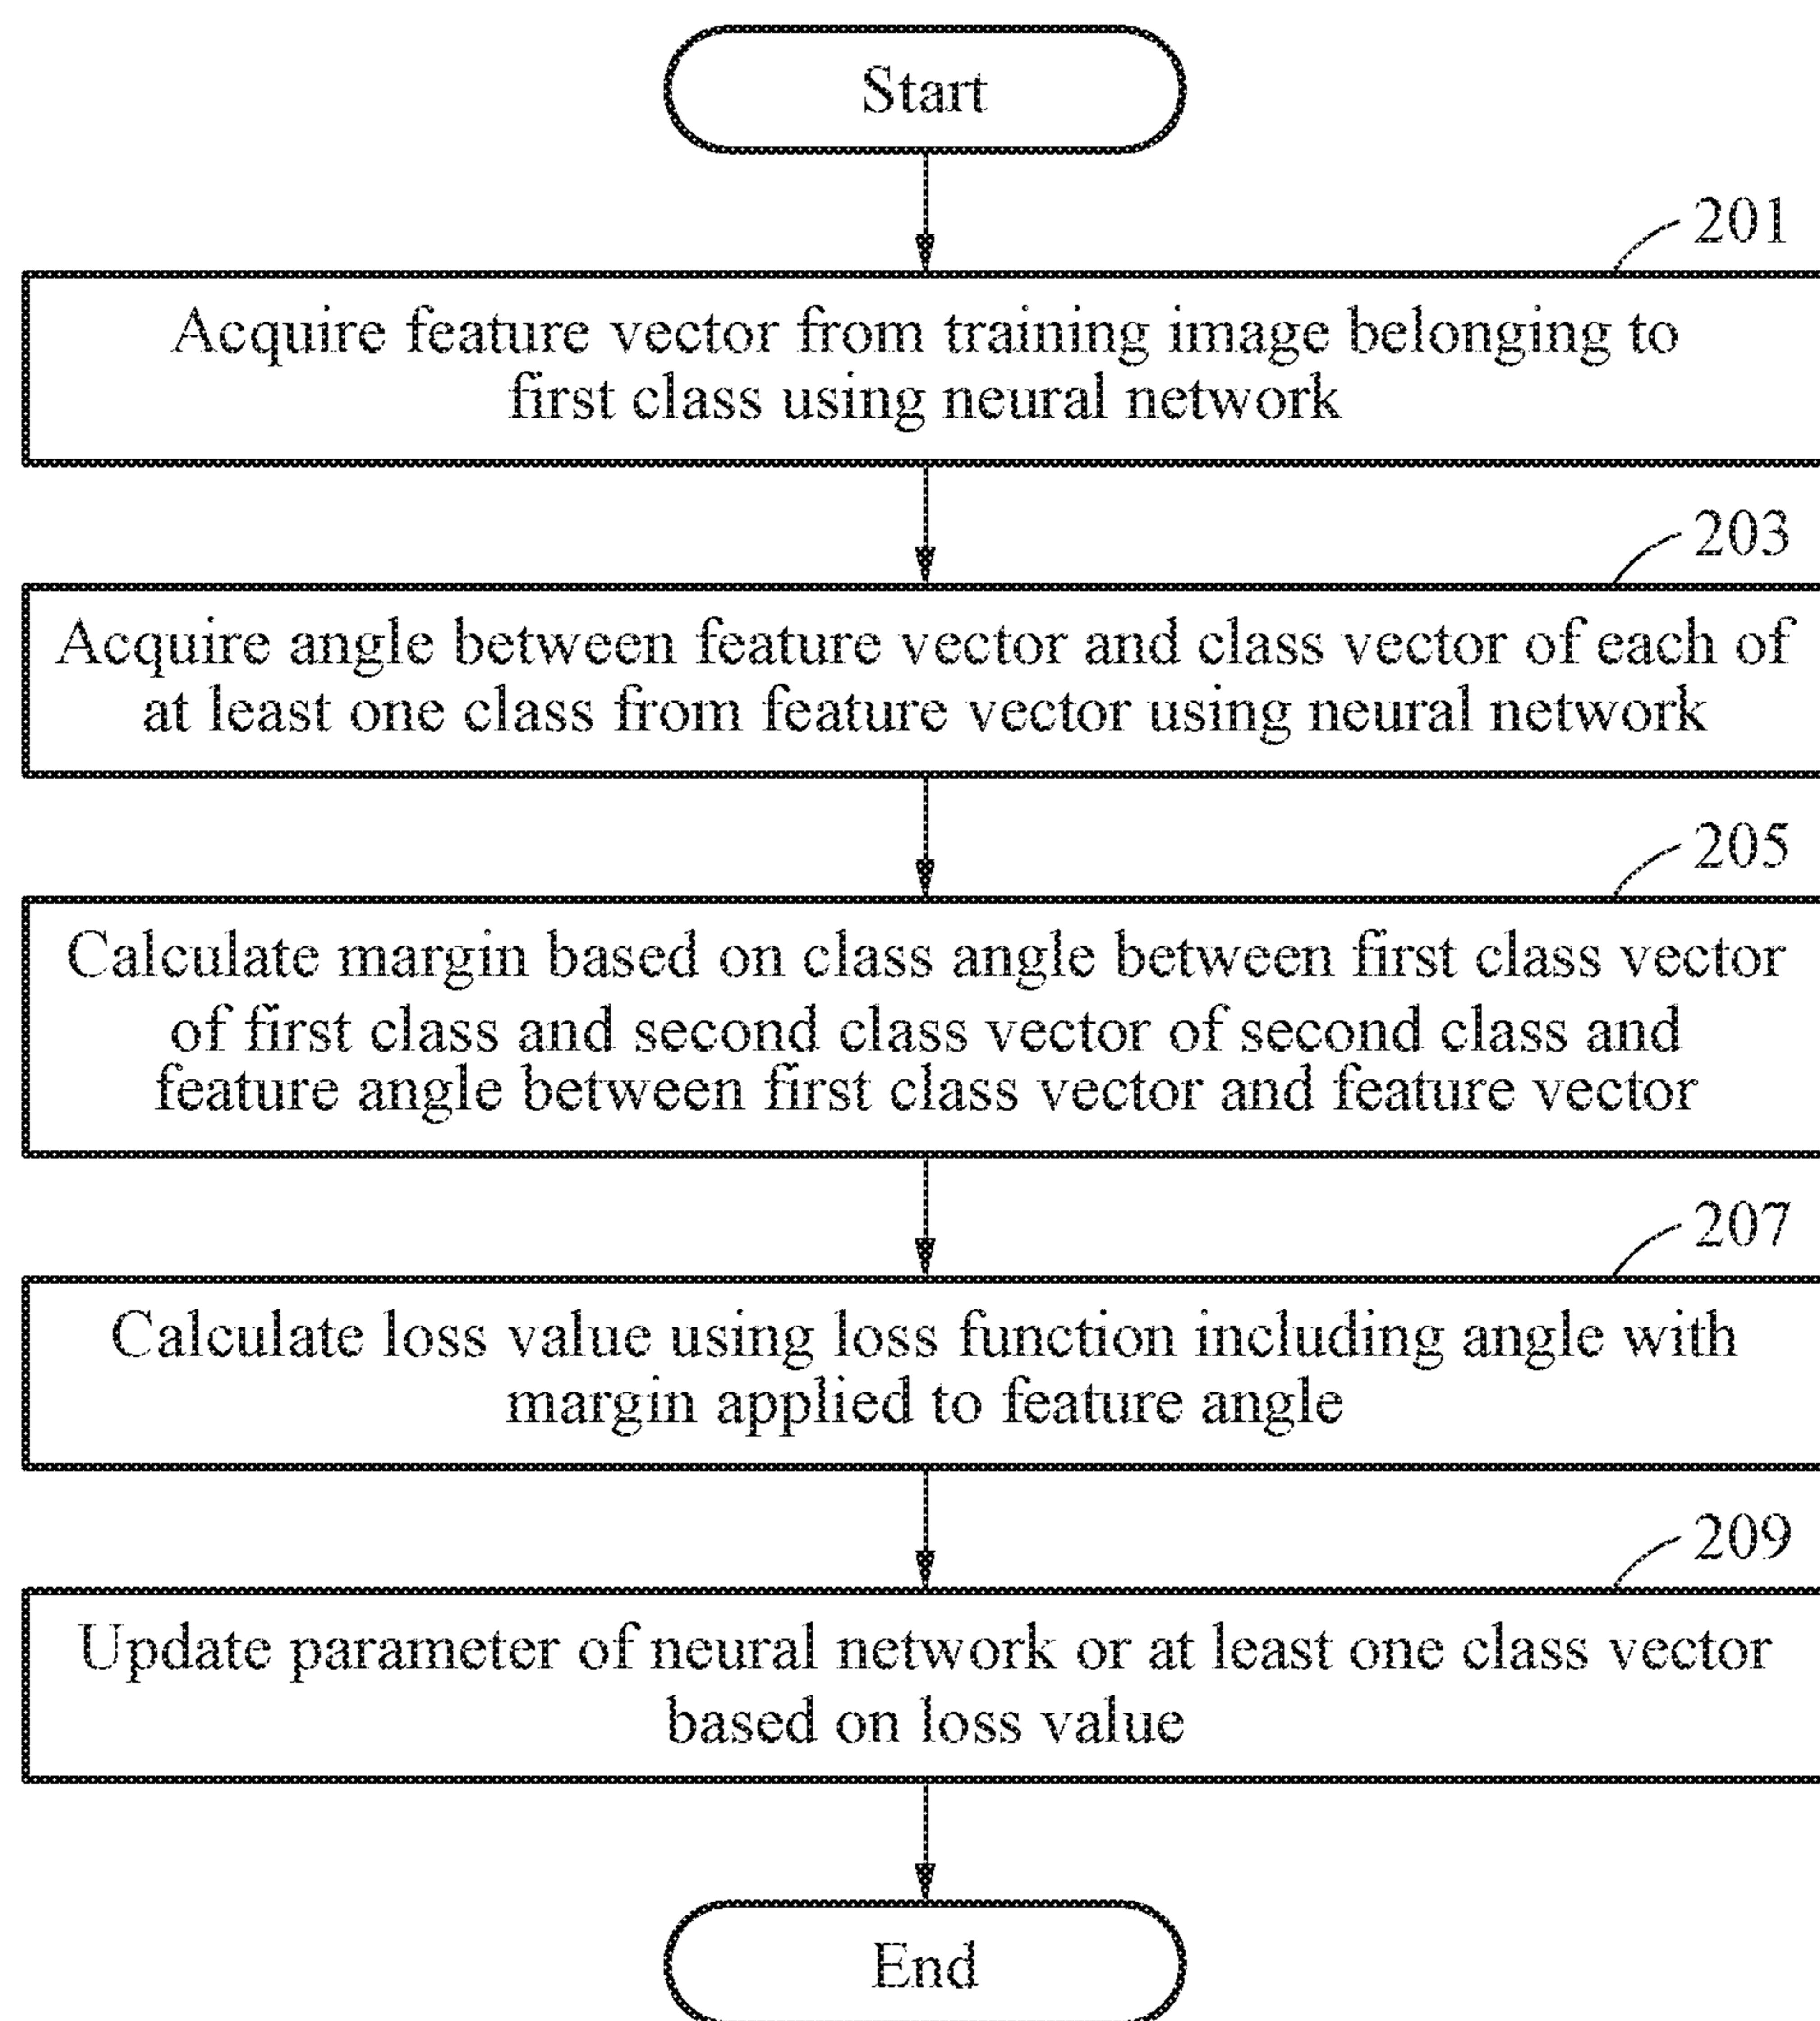 Start
201
Acquire feature vector from training image belonging to
first class using neural network
203
Acquire angle between feature vector and class vector of each of
at least one class from feature vector using neural network
205
Calculate margin based on class angle between first class vector
of first class and second class vector of second class and
feature angle between first class vector and feature vector
207
Calculate loss value using loss function including angle with
margin applied to feature angle
209
Update parameter of neural network or at least one class vector
based on loss value
End